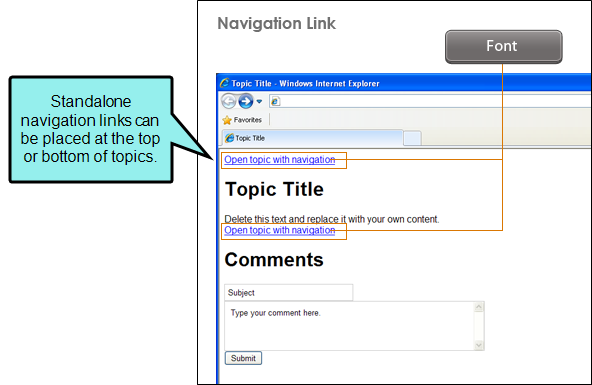 Navigation Link
Font
Standalone
navigation links can
be placed at the top
or bottom of topics.
Topic Title - Windows Internet Explorer
Favorites
Topic Title
Open topic with navigation
Topic Title
Delete this text and replace it with your own content.
Open topic with navigation
Comments
Subject
Type your comment here.
Submit